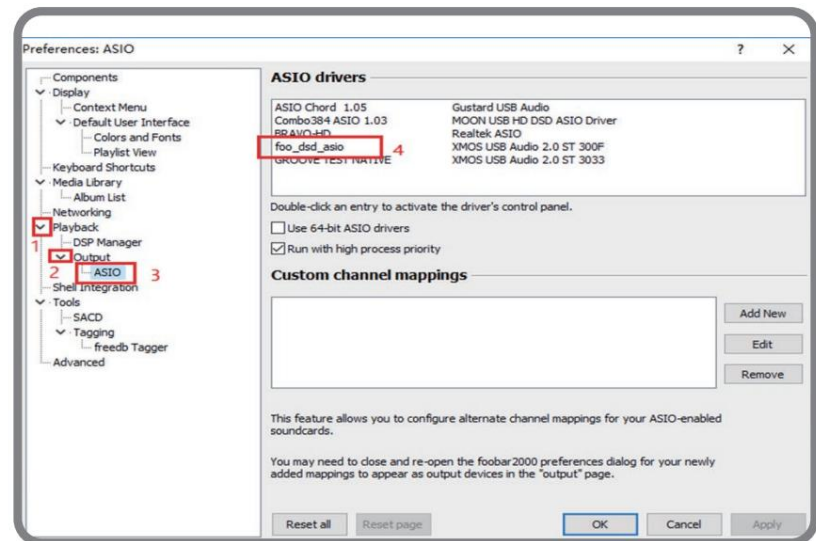 Preferences: ASIO
?
×
Components
Display
Context Menu
Default User Interface
Colors and Fonts
Playlist View
Keyboard Shortcuts
Media Library
Album List
Networking
Playback
1
DSP Manager
Output
2
ASIO
3
Shell Integration
Tools
SACD
Tagging
freedb Tagger
Advanced
ASIO drivers
ASIO Chord 1.05
Combo384 ASIO 1.03
BRAVO-HD
foo_dsd_asio
4
GROOVE TEST NATIVE
Gustard USB Audio
MOON USB HD DSD ASIO Driver
Realtek ASIO
XMOS USB Audio 2.0 ST 300F
XMOS USB Audio 2.0 ST 3033
Double-click an entry to activate the driver's control panel.
Use 64-bit ASIO drivers
Run with high process priority
Custom channel mappings
Add New
Edit
Remove
This feature allows you to configure alternate channel mappings for your ASIO-enabled
soundcards.
You may need to close and re-open the foobar2000 preferences dialog for your newly
added mappings to appear as output devices in the "output" page.
Reset all
Reset page
OK
Cancel
Apply